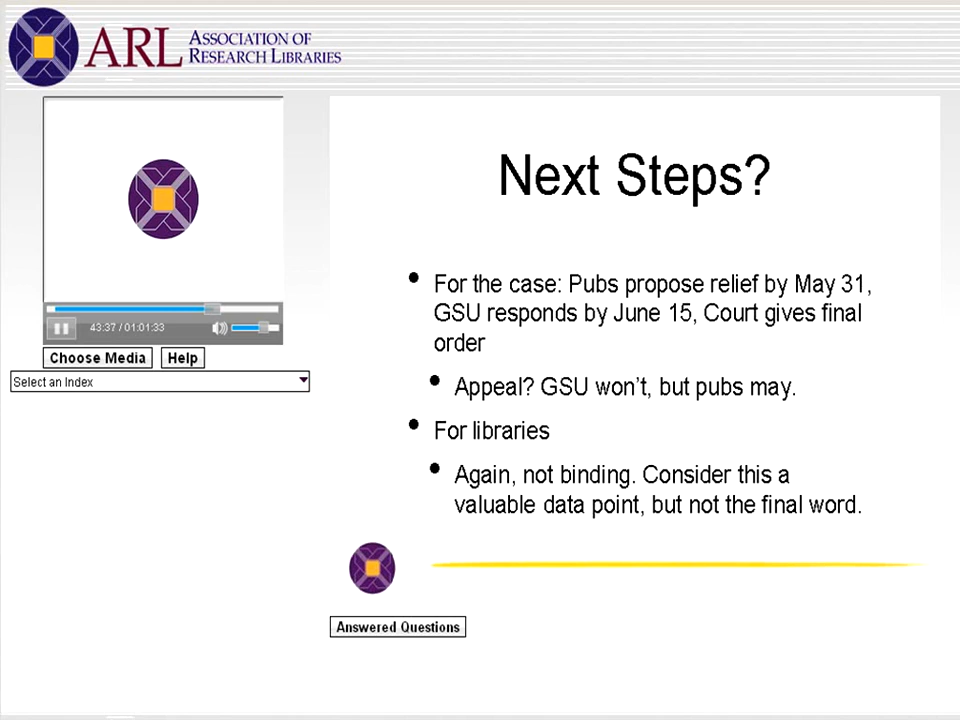 ARL ASSOCIATION OF
RESEARCH LIBRARIES
43:37 / 01:01:33
Choose Media
Help
Select an Index
Next Steps?
• For the case: Pubs propose relief by May 31,
GSU responds by June 15, Court gives final
order
• Appeal? GSU won't, but pubs may.
• For libraries
• Again, not binding. Consider this a
valuable data point, but not the final word.
Answered Questions